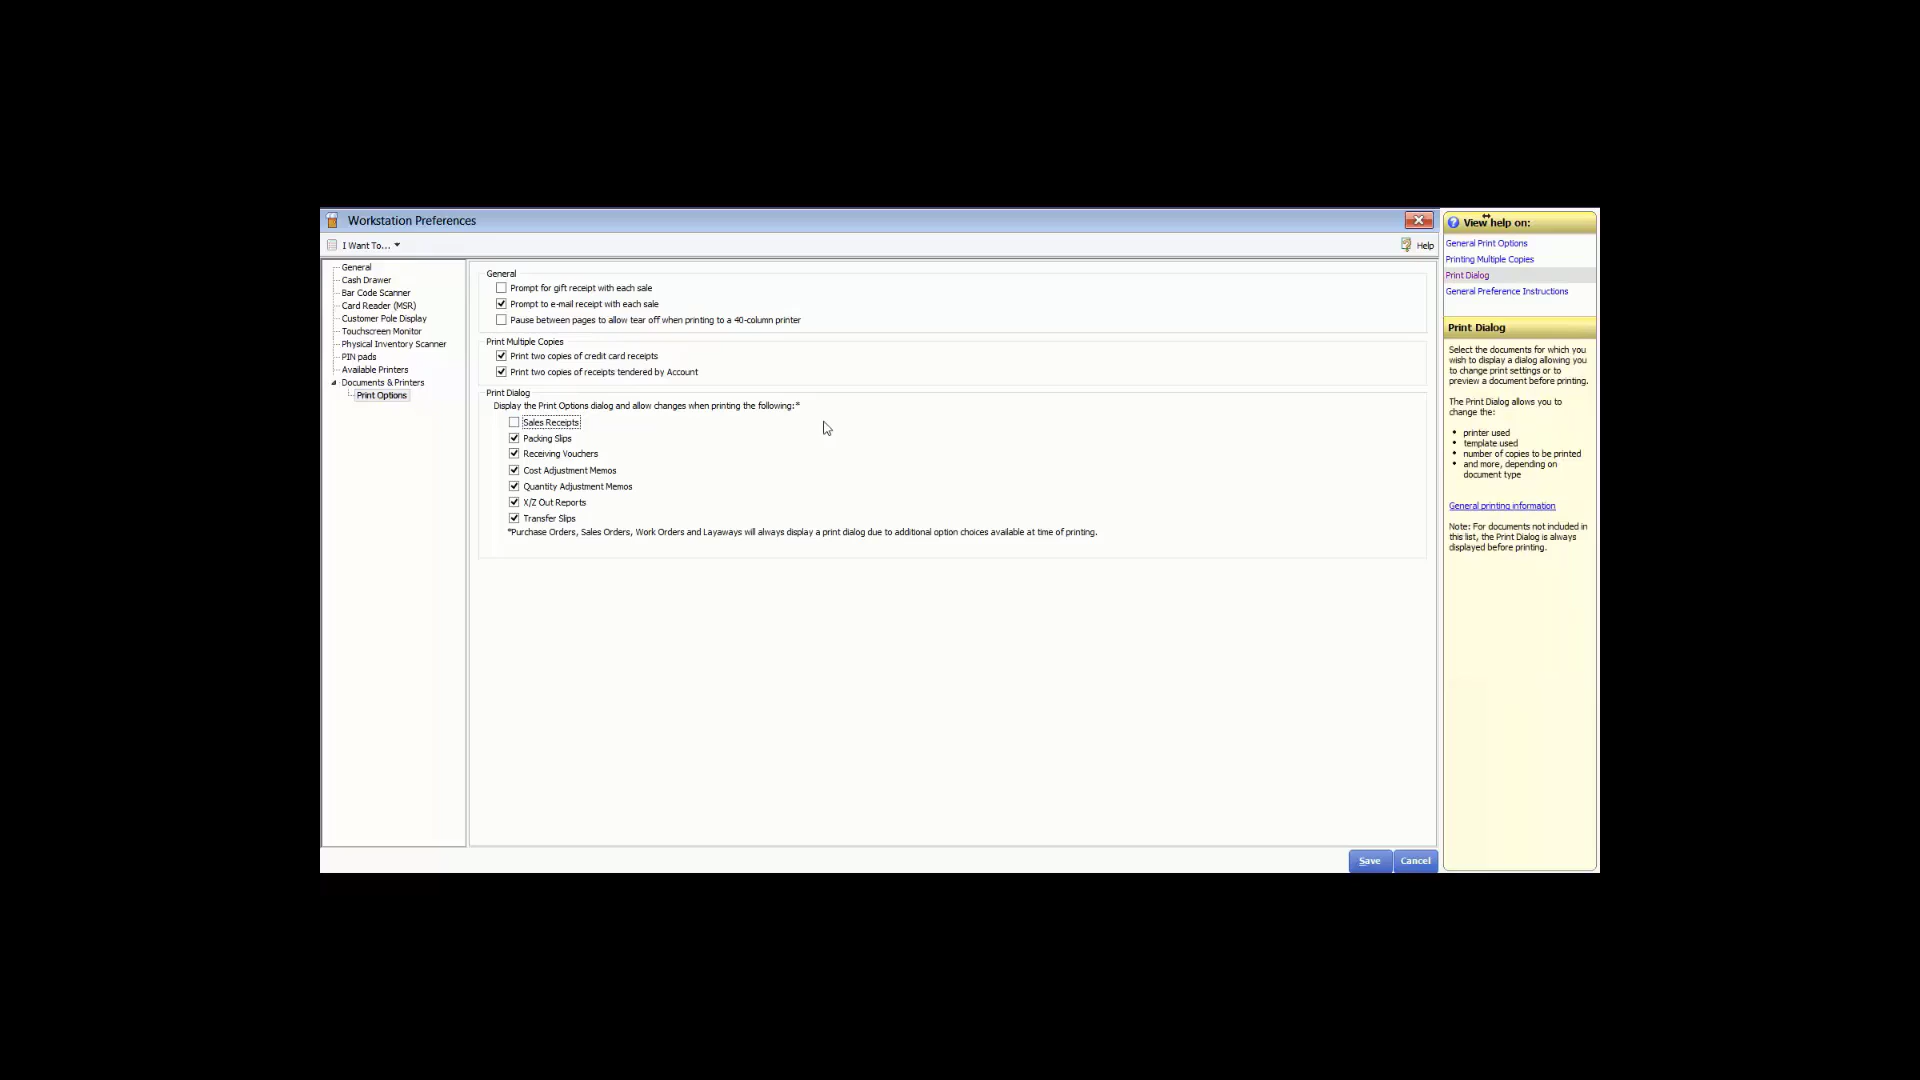 Workstation Preferences
I Want To...
Help
General
Cash Drawer
Bar Code Scanner
Card Reader (MSR)
Customer Pole Display
Touchscreen Monitor
Physical Inventory Scanner
PIN pads
Available Printers
Documents & Printers
Print Options
General
Prompt for gift receipt with each sale
Prompt to e-mail receipt with each sale
Pause between pages to allow tear off when printing to a 40-column printer
Print Multiple Copies
Print two copies of credit card receipts
Print two copies of receipts tendered by Account
Print Dialog
Display the Print Options dialog and allow changes when printing the following:*
Sales Receipts
Packing Slips
Receiving Vouchers
Cost Adjustment Memos
Quantity Adjustment Memos
X/Z Out Reports
Transfer Slips
*Purchase Orders, Sales Orders, Work Orders and Layaways will always display a print dialog due to additional option choices available at time of printing.
Save
Cancel
View help on:
General Print Options
Printing Multiple Copies
Print Dialog
General Preference Instructions
Print Dialog
Select the documents for which you
wish to display a dialog allowing you
to change print settings or to
preview a document before printing.
The Print Dialog allows you to
change the:
• printer used
• template used
• number of copies to be printed
• and more, depending on
document type
General printing information
Note: For documents not included in
this list, the Print Dialog is always
displayed before printing.